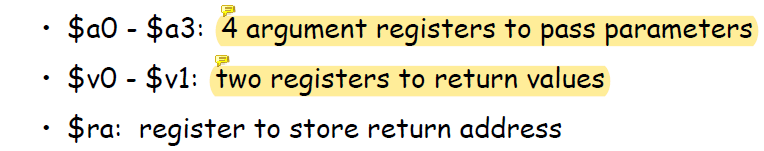 • $a0 - $a3: 4 argument registers to pass parameters
• $v0 - $v1: two registers to return values
• $ra: register to store return address